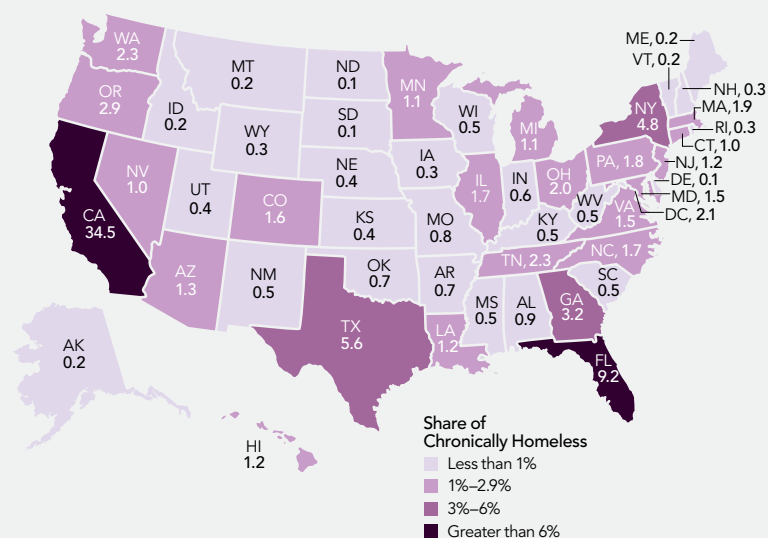 WA
2.3
OR
2.9
CA
34.5
NV
1.0
ID
0.2
MT
0.2
WY
0.3
UT
0.4
AZ
1.3
CO
1.6
NM
0.5
ND
0.1
SD
0.1
NE
0.4
KS
0.4
OK
0.7
TX
5.6
MN
1.1
IA
0.3
MO
0.8
AR
0.7
LA
1.2
WI
0.5
IL
1.7
MI
1.1
IN
0.6
OH
2.0
KY
0.5
TN, 2.3
MS
0.5
AL
0.9
GA
3.2
FL
9.2
SC
0.5
NC, 1.7
VA
1.5
WV
0.5
PA, 1.8
NY
4.8
ME, 0.2
VT, 0.2
NH, 0.3
MA, 1.9
RI, 0.3
CT, 1.0
NJ, 1.2
DE, 0.1
MD, 1.5
DC, 2.1
AK
0.2
HI
1.2
Share of
Chronically Homeless
Less than 1%
1%–2.9%
3%–6%
Greater than 6%